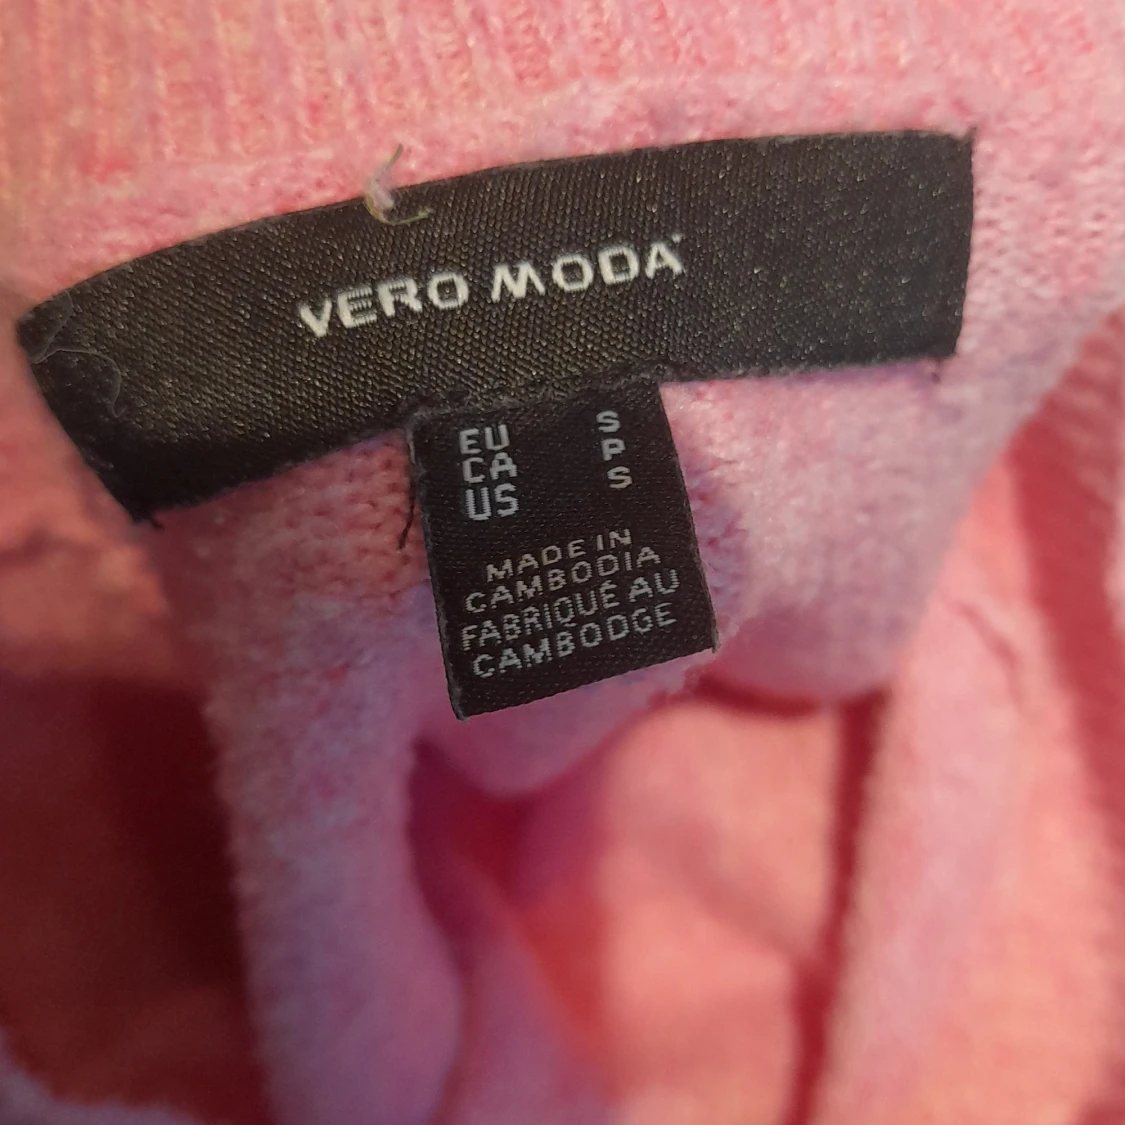 VERO MODA
EU S
CA P
US S
MADE IN
CAMBODIA
FABRIQUÉ AU
CAMBODGE